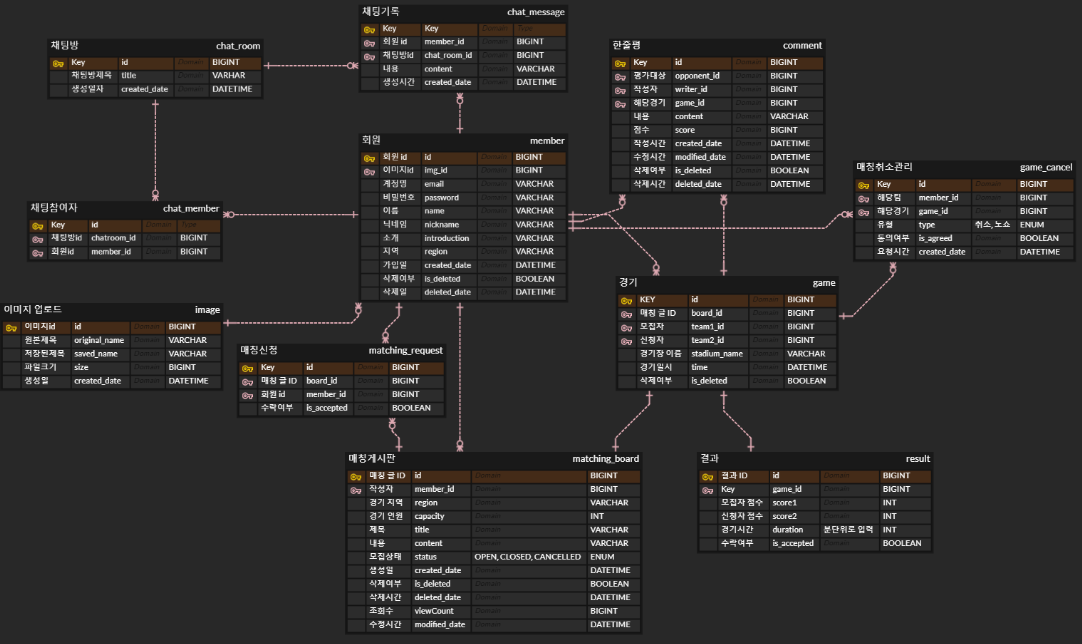 채팅기록 chat_message
Key Key Domain Type
회원 id member_id Domain BIGINT
채팅방id chat_room_id Domain BIGINT
내용 content Domain VARCHAR
생성시간 created_date Domain DATETIME
채팅방 chat_room
Key id Domain BIGINT
채팅방제목 title Domain VARHAR
생성일자 created_date Domain DATETIME
한줄평 comment
Key id Domain BIGINT
평가대상 opponent_id Domain BIGINT
작성자 writer_id Domain BIGINT
해당경기 game_id Domain BIGINT
내용 content Domain VARCHAR
점수 score Domain BIGINT
작성시간 created_date Domain DATETIME
수정시간 modified_date Domain DATETIME
삭제여부 is_deleted Domain BOOLEAN
삭제시간 deleted_date Domain DATETIME
회원 member
회원 id id Domain BIGINT
이미지id img_id Domain BIGINT
계정명 email Domain VARCHAR
비밀번호 password Domain VARCHAR
이름 name Domain VARCHAR
닉네임 nickname Domain VARCHAR
소개 introduction Domain VARCHAR
지역 region Domain VARCHAR
가입일 created_date Domain DATETIME
삭제여부 is_deleted Domain BOOLEAN
삭제일 deleted_date Domain DATETIME
매칭취소관리 game_cancel
Key id Domain BIGINT
해당팀 member_id Domain BIGINT
해당경기 game_id Domain BIGINT
유형 type 취소, 노쇼 ENUM
동의여부 is_agreed Domain BOOLEAN
요청시간 created_date Domain DATETIME
채팅참여자 chat_member
Key id Domain Type
채팅방id chatroom_id Domain BIGINT
회원id member_id Domain BIGINT
경기 game
KEY id Domain BIGINT
매칭 글 ID board_id Domain BIGINT
모집자 team1_id Domain BIGINT
신청자 team2_id Domain BIGINT
경기장 이름 stadium_name Domain VARCHAR
경기일시 time Domain DATETIME
삭제여부 is_deleted Domain BOOLEAN
이미지 업로드 image
이미지id id Domain BIGINT
원본제목 original_name Domain VARCHAR
저장된제목 saved_name Domain VARCHAR
파일크기 size Domain BIGINT
생성일 created_date Domain DATETIME
매칭신청 matching_request
Key id Domain BIGINT
매칭 글 ID board_id Domain BIGINT
회원 id member_id Domain BIGINT
수락여부 is_accepted Domain BOOLEAN
매칭게시판 matching_board
매칭 글 ID id Domain BIGINT
작성자 member_id Domain BIGINT
경기 지역 region Domain VARCHAR
경기 인원 capacity Domain INT
제목 title Domain VARCHAR
내용 content Domain VARCHAR
모집상태 status OPEN, CLOSED, CANCELLED ENUM
생성일 created_date Domain DATETIME
삭제여부 is_deleted Domain BOOLEAN
삭제시간 deleted_date Domain DATETIME
조회수 viewCount Domain BIGINT
수정시간 modified_date Domain DATETIME
결과 result
결과 ID id Domain BIGINT
Key game_id Domain BIGINT
모집자 점수 score1 Domain INT
신청자 점수 score2 Domain INT
경기시간 duration 분단위로 입력 INT
수락여부 is_accepted Domain BOOLEAN